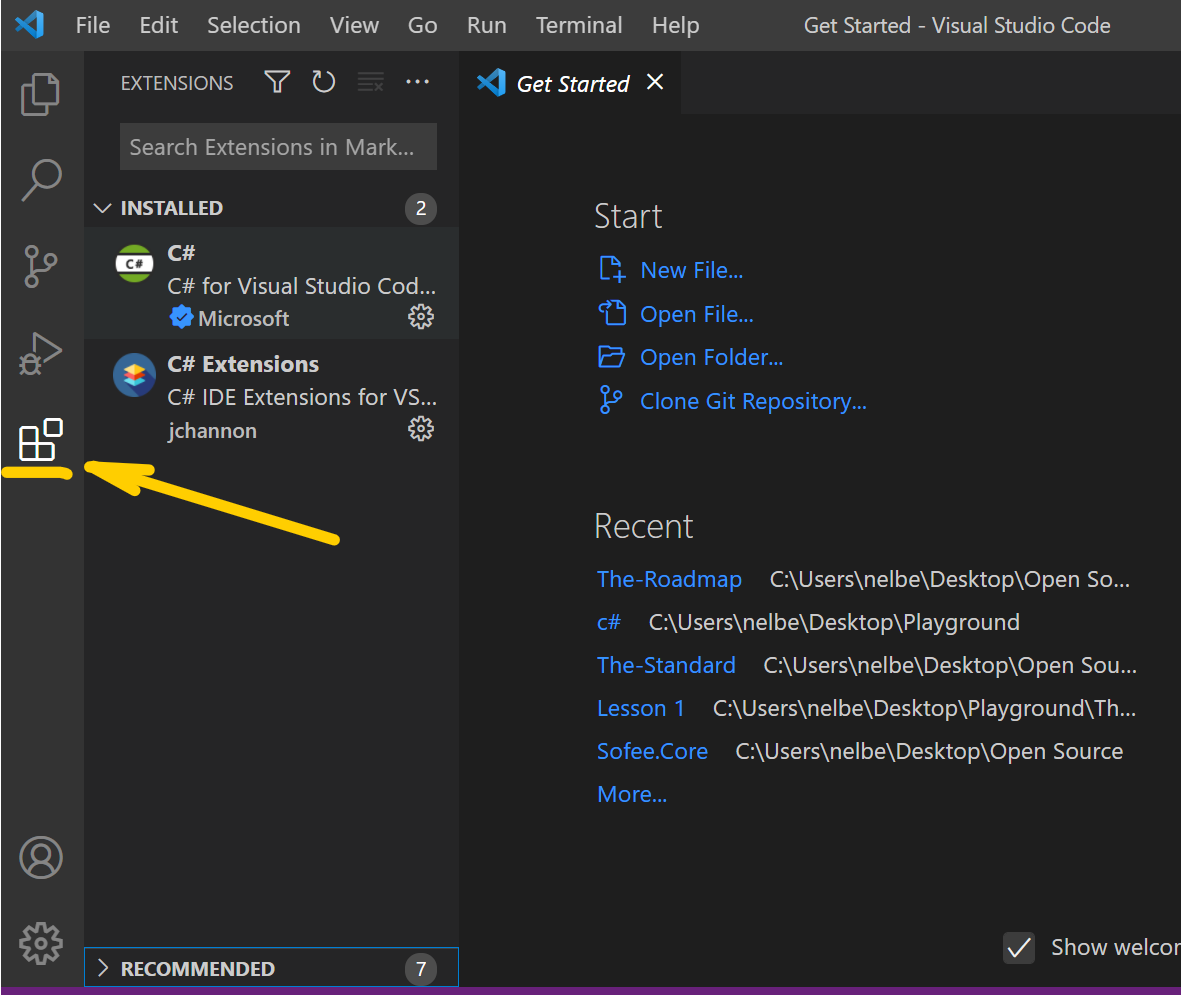 File Edit Selection View Go Run Terminal Help Get Started - Visual Studio Code
EXTENSIONS
Get Started
Search Extensions in Mark...
INSTALLED 2
C#
C#
C# for Visual Studio Cod...
Microsoft
C# Extensions
C# IDE Extensions for VS...
jchannon
RECOMMENDED 7
Start
New File...
Open File...
Open Folder...
Clone Git Repository...
Recent
The-Roadmap C:\Users\nelbe\Desktop\Open So...
c# C:\Users\nelbe\Desktop\Playground
The-Standard C:\Users\nelbe\Desktop\Open Sou...
Lesson 1 C:\Users\nelbe\Desktop\Playground\Th...
Sofee.Core C:\Users\nelbe\Desktop\Open Source
More...
Show welcor